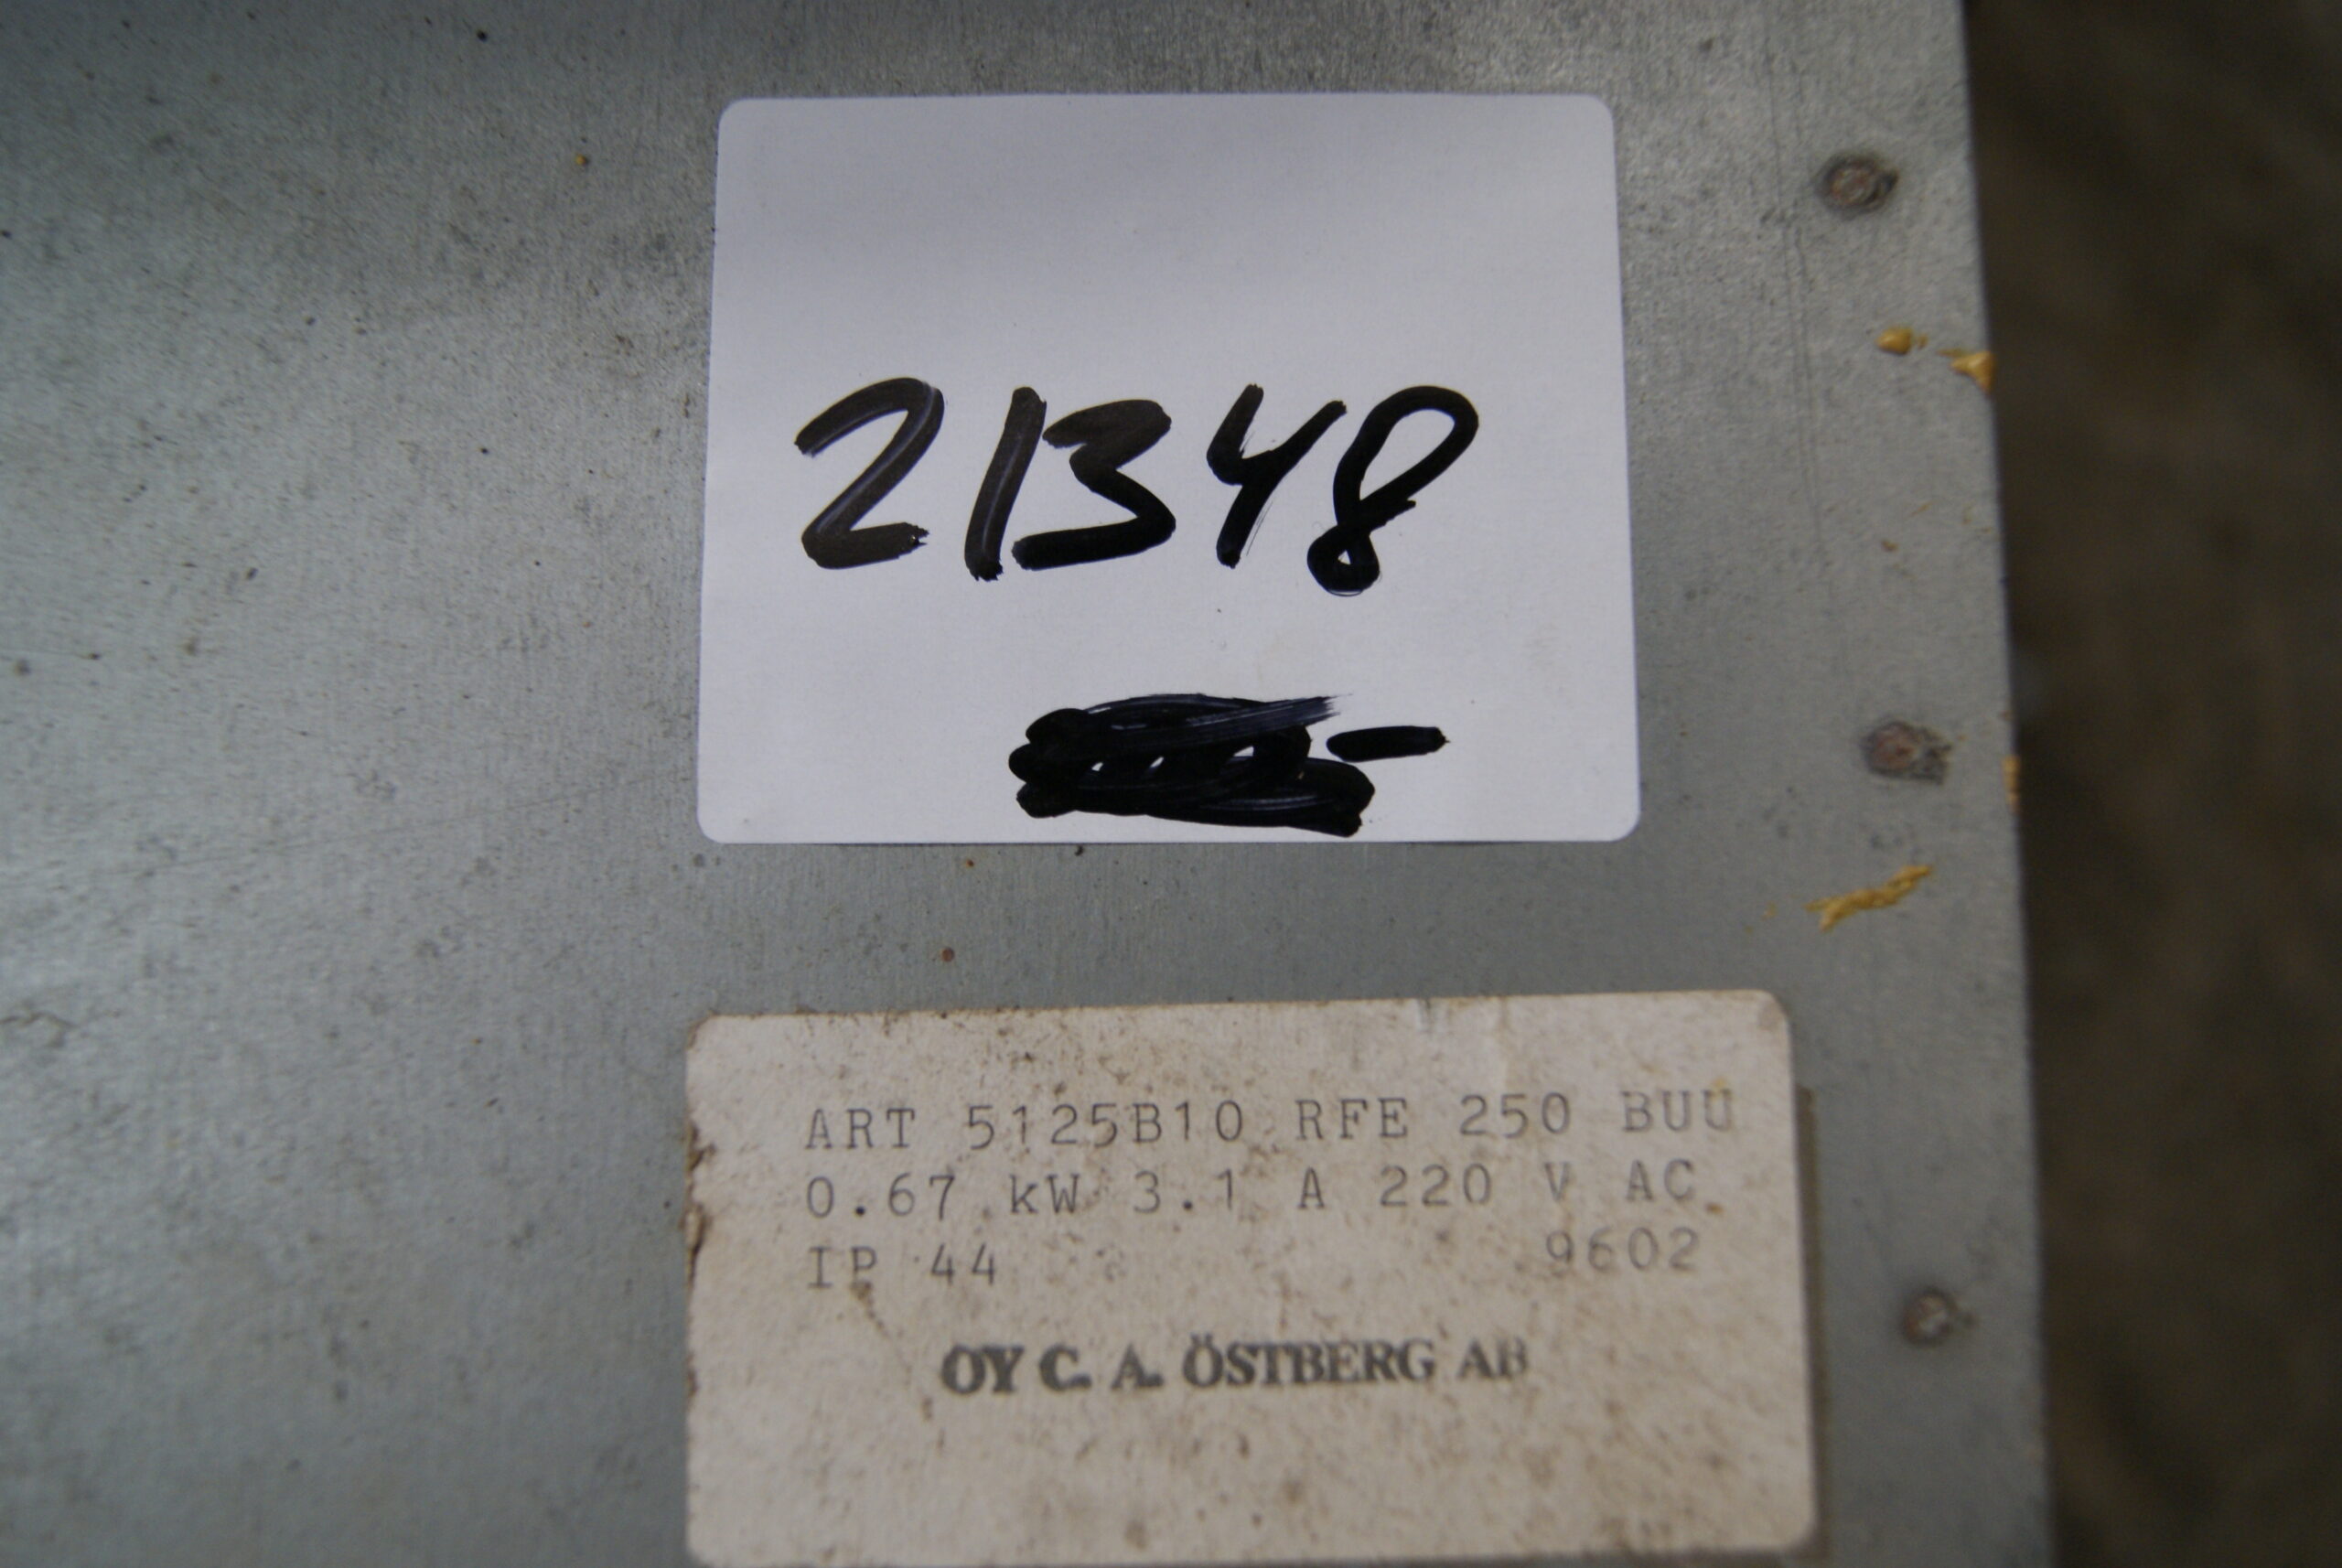 21348
ART 5125B10 RFE 250 BUU
0.67 kW 3.1 A 220 V AC
IP 44 9602
OY C. A. ÖSTBERG AB